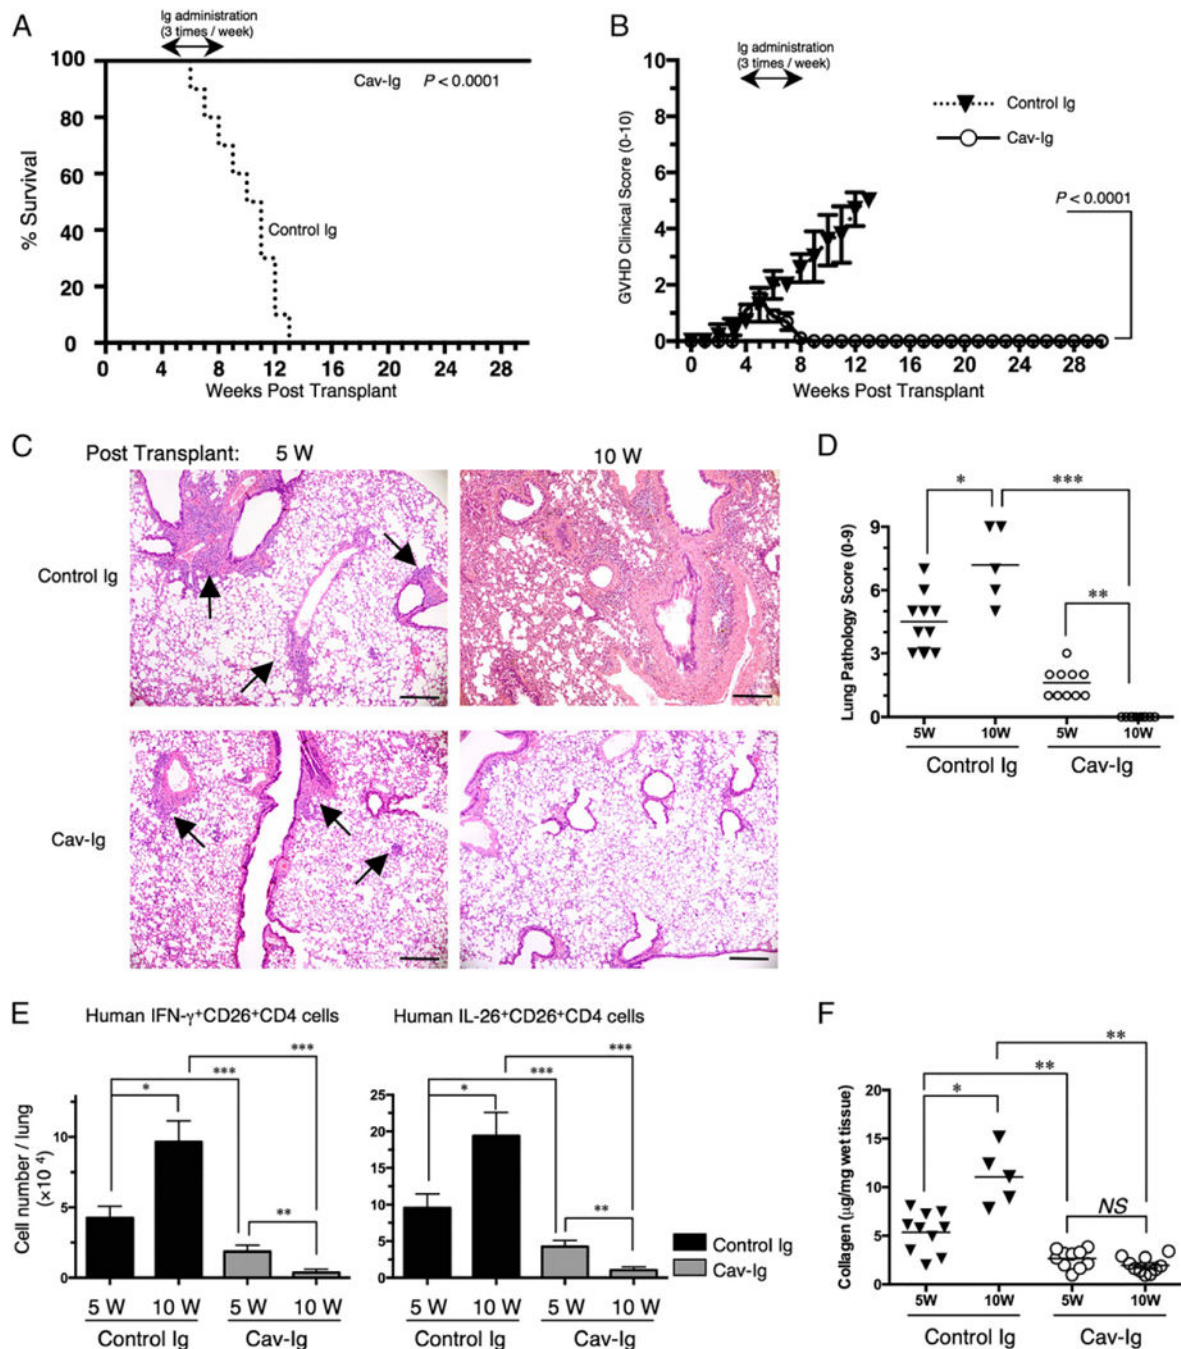 A
Ig administration
(3 times / week)
Cav-Ig P < 0.0001
Control Ig
% Survival
100
80
60
40
20
0
0 4 8 12 16 20 24 28
Weeks Post Transplant
B
Ig administration
(3 times / week)
Control Ig
Cav-Ig
P < 0.0001
GVHD Clinical Score (0-10)
10
8
6
4
2
0
0 4 8 12 16 20 24 28
Weeks Post Transplant
C
Post Transplant: 5 W 10 W
Control Ig
Cav-Ig
D
* ***
**
Lung Pathology Score (0-9)
9
6
3
0
5W 10W 5W 10W
Control Ig Cav-Ig
E
Human IFN-γ+CD26+CD4 cells
Cell number / lung
(×10 4)
***
***
*
**
10
5
0
5 W 10 W 5 W 10 W
Control Ig Cav-Ig
Human IL-26+CD26+CD4 cells
***
***
*
**
25
20
15
10
5
0
5 W 10 W 5 W 10 W
Control Ig Cav-Ig
Control Ig
Cav-Ig
F
**
**
*
NS
Collagen (μg/mg wet tissue)
20
15
10
5
0
5W 10W 5W 10W
Control Ig Cav-Ig